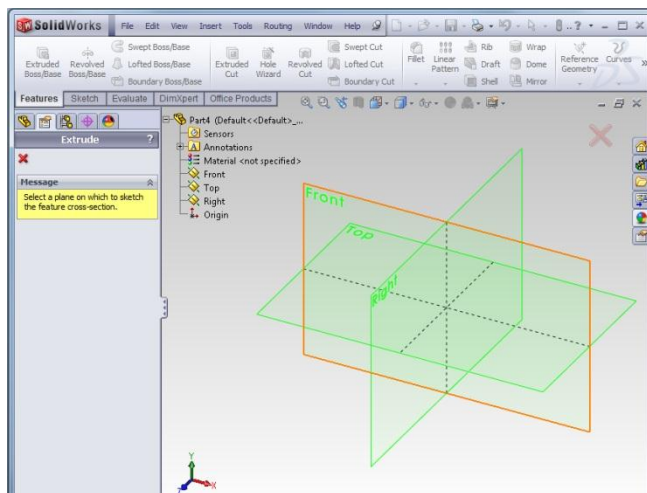 SolidWorks File Edit View Insert Tools Routing Window Help
Extruded Boss/Base
Revolved Boss/Base
Swept Boss/Base
Lofted Boss/Base
Boundary Boss/Base
Extruded Cut
Hole Wizard
Revolved Cut
Swept Cut
Lofted Cut
Boundary Cut
Fillet
Linear Pattern
Rib
Draft
Shell
Wrap
Dome
Mirror
Reference Geometry
Curves
Features Sketch Evaluate DimXpert Office Products
Extrude ?
Message
Select a plane on which to sketch
the feature cross-section.
Part4 (Default<<Default>_...
Sensors
Annotations
Material <not specified>
Front
Top
Right
Origin
Front
Top
Right
Y
X
Z